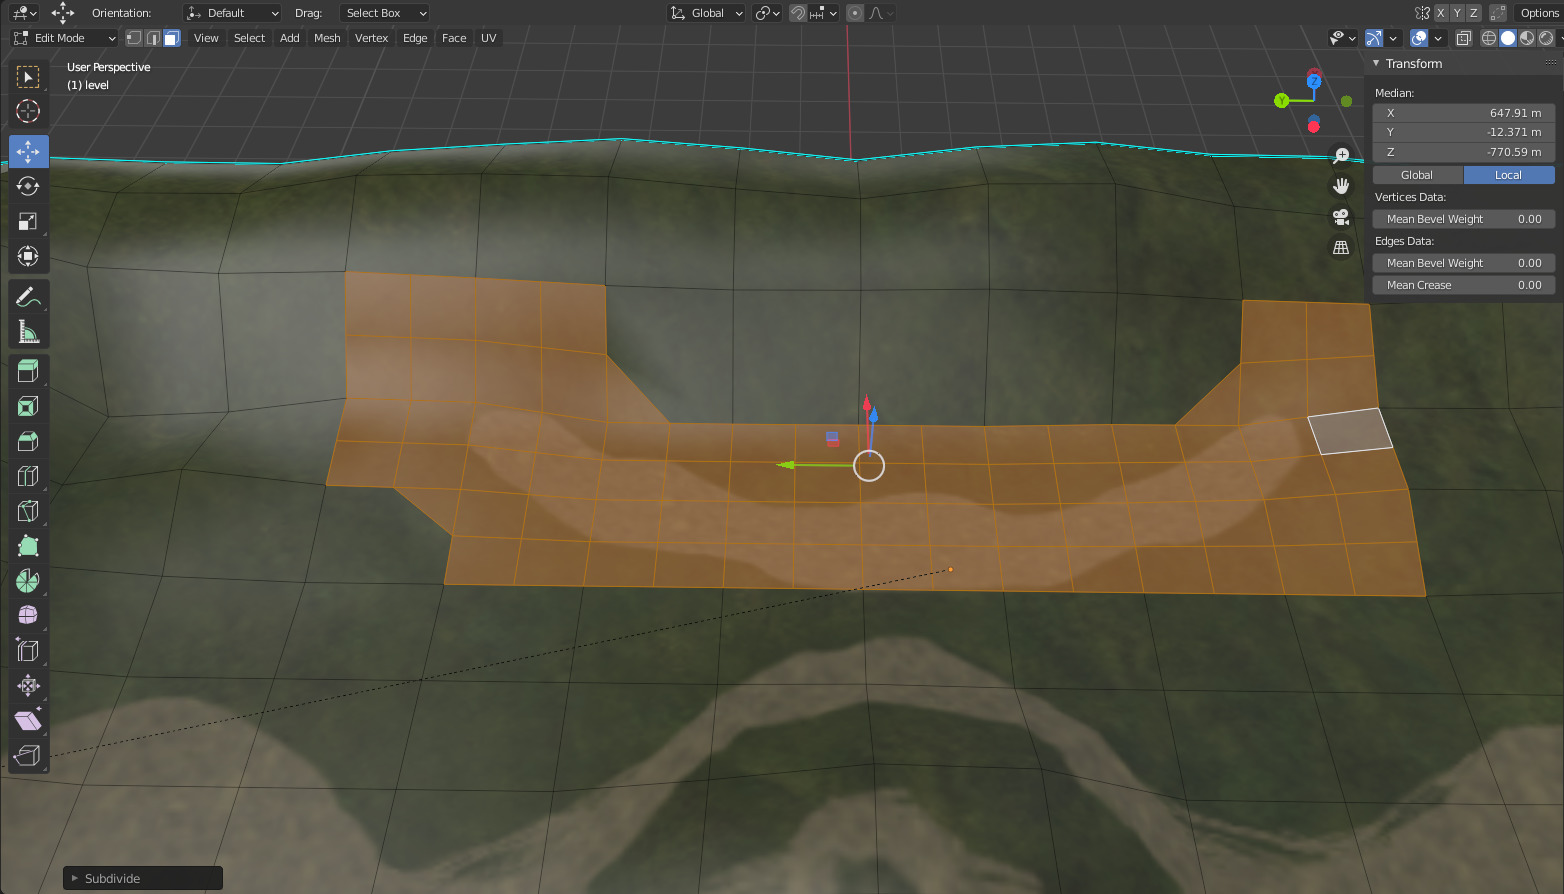 Orientation: Default Drag: Select Box Global X Y Z Options
Edit Mode View Select Add Mesh Vertex Edge Face UV
User Perspective
(1) level
Z
Y
Transform
Median:
X 647.91 m
Y -12.371 m
Z -770.59 m
Global Local
Vertices Data:
Mean Bevel Weight 0.00
Edges Data:
Mean Bevel Weight 0.00
Mean Crease 0.00
Subdivide